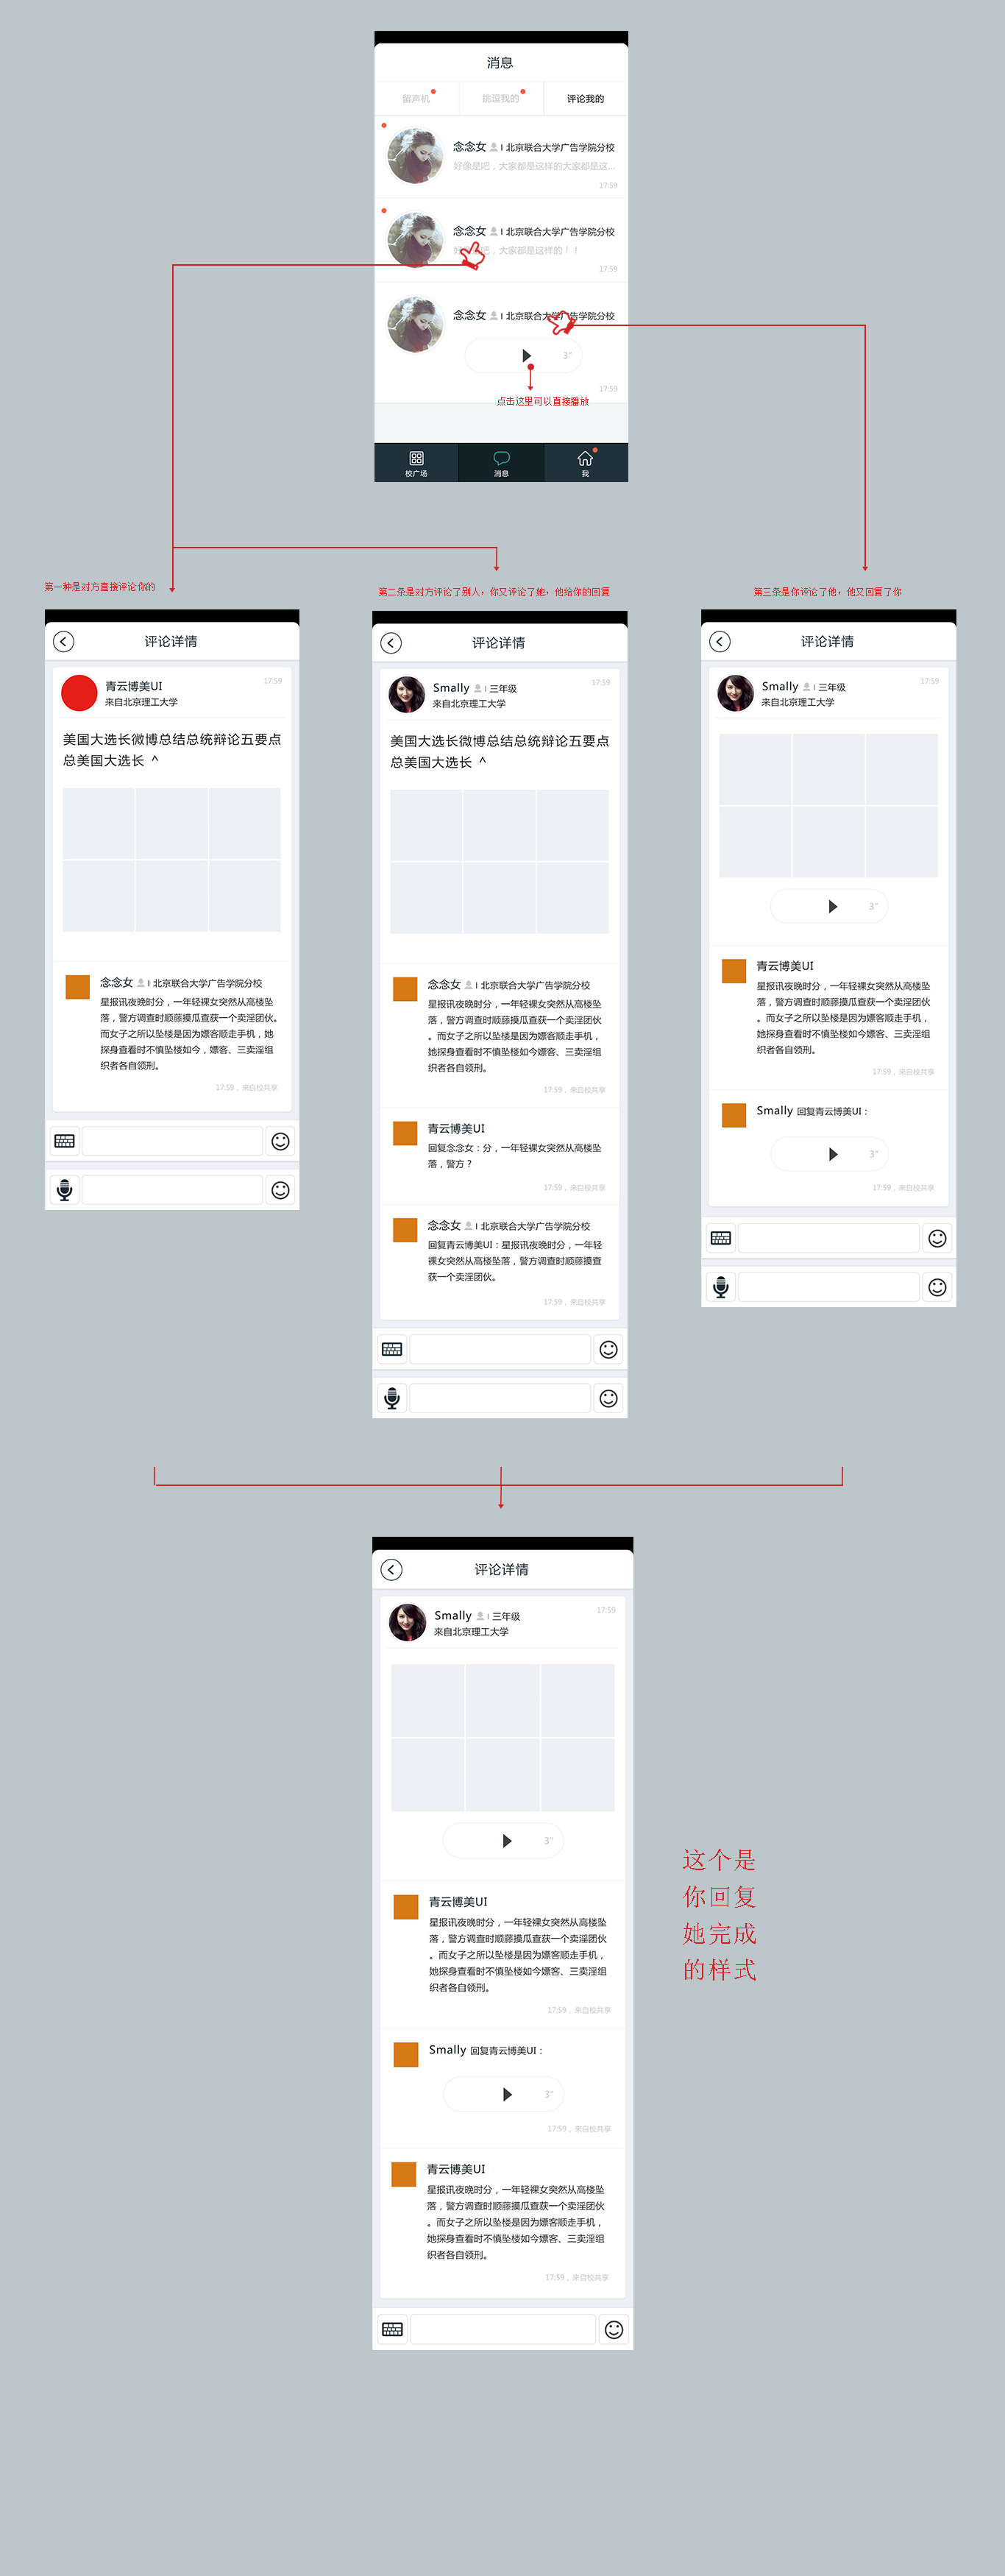 消息
留声机
挑逗我的
评论我的
念念女 I 北京联合大学广告学院分校
好像是吧，大家都是这样的大家都是这...
17:59
念念女 I 北京联合大学广告学院分校
吧，大家都是这样的！！
17:59
念念女 I 北京联合大学广告学院分校
3"
17:59
点击这里可以直接播放
校广场
消息
我
第一种是对方直接评论你的
第二条是对方评论了别人，你又评论了她，他给你的回复
第三条是你评论了他，他又回复了你
评论详情
青云博美UI
17:59
来自北京理工大学
美国大选长微博总结总统辩论五要点
总美国大选长 ^
念念女 I 北京联合大学广告学院分校
星报讯夜晚时分，一年轻裸女突然从高楼坠
落，警方调查时顺藤摸瓜查获一个卖淫团伙。
而女子之所以坠楼是因为嫖客顺走手机，她
探身查看时不慎坠楼如今，嫖客、三卖淫组
织者各自领刑。
17:59，来自校共享
评论详情
Smally I 三年级
17:59
来自北京理工大学
美国大选长微博总结总统辩论五要点
总美国大选长 ^
念念女 I 北京联合大学广告学院分校
星报讯夜晚时分，一年轻裸女突然从高楼坠
落，警方调查时顺藤摸瓜查获一个卖淫团伙
。而女子之所以坠楼是因为嫖客顺走手机，
她探身查看时不慎坠楼如今嫖客、三卖淫组
织者各自领刑。
17:59，来自校共享
青云博美UI
回复念念女：分，一年轻裸女突然从高楼坠
落，警方？
17:59，来自校共享
念念女 I 北京联合大学广告学院分校
回复青云博美UI：星报讯夜晚时分，一年轻
裸女突然从高楼坠落，警方调查时顺藤摸查
获一个卖淫团伙。
17:59，来自校共享
评论详情
Smally I 三年级
17:59
来自北京理工大学
3"
青云博美UI
星报讯夜晚时分，一年轻裸女突然从高楼坠
落，警方调查时顺藤摸瓜查获一个卖淫团伙
。而女子之所以坠楼是因为嫖客顺走手机，
她探身查看时不慎坠楼如今嫖客、三卖淫组
织者各自领刑。
17:59，来自校共享
Smally 回复青云博美UI：
3"
17:59，来自校共享
评论详情
Smally I 三年级
17:59
来自北京理工大学
3"
青云博美UI
星报讯夜晚时分，一年轻裸女突然从高楼坠
落，警方调查时顺藤摸瓜查获一个卖淫团伙
。而女子之所以坠楼是因为嫖客顺走手机，
她探身查看时不慎坠楼如今嫖客、三卖淫组
织者各自领刑。
17:59，来自校共享
Smally 回复青云博美UI：
3"
17:59，来自校共享
青云博美UI
星报讯夜晚时分，一年轻裸女突然从高楼坠
落，警方调查时顺藤摸瓜查获一个卖淫团伙
。而女子之所以坠楼是因为嫖客顺走手机，
她探身查看时不慎坠楼如今嫖客、三卖淫组
织者各自领刑。
17:59，来自校共享
这个是
你回复
她完成
的样式